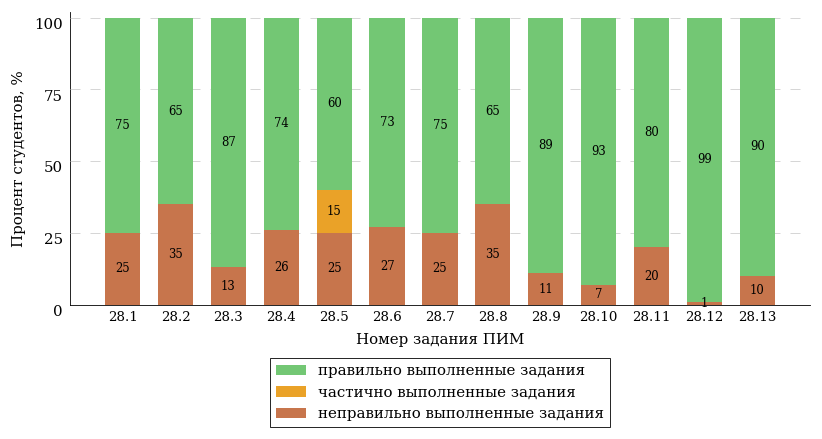 Процент студентов, %
100
75
50
25
0
75 65 87 74 60 73 75 65 89 93 80 99 90
15
25 35 13 26 25 27 25 35 11 7 20 1 10
28.1 28.2 28.3 28.4 28.5 28.6 28.7 28.8 28.9 28.10 28.11 28.12 28.13
Номер задания ПИМ
правильно выполненные задания
частично выполненные задания
неправильно выполненные задания